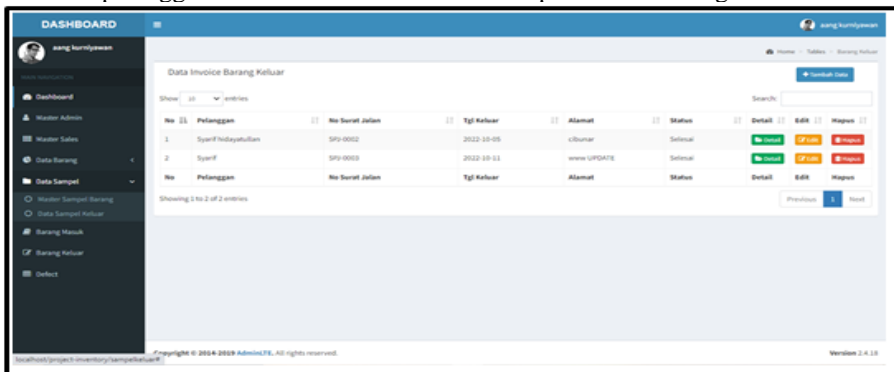 DASHBOARD
aang kurniyawan
aang kurniyawan
Home > Tables > Barang Keluar
MAIN NAVIGATION
Dashboard
Master Admin
Master Sales
Data Barang
Data Sampel
Master Sampel Barang
Data Sampel Keluar
Barang Masuk
Barang Keluar
Defect
Data Invoice Barang Keluar
Tambah Data
Show 10 entries
Search:
No Pelanggan No Surat Jalan Tgl Keluar Alamat Status Detail Edit Hapus
1 Syarif hidayatullan SPJ-0002 2022-10-05 cibunar Selesai Detail Edit Hapus
2 Syarif SPJ-0003 2022-10-11 www UPDATE Selesai Detail Edit Hapus
No Pelanggan No Surat Jalan Tgl Keluar Alamat Status Detail Edit Hapus
Showing 1 to 2 of 2 entries
Previous 1 Next
Copyright © 2014-2019 AdminLTE. All rights reserved.
Version 2.4.18
localhost/project-inventory/sampelkeluar#